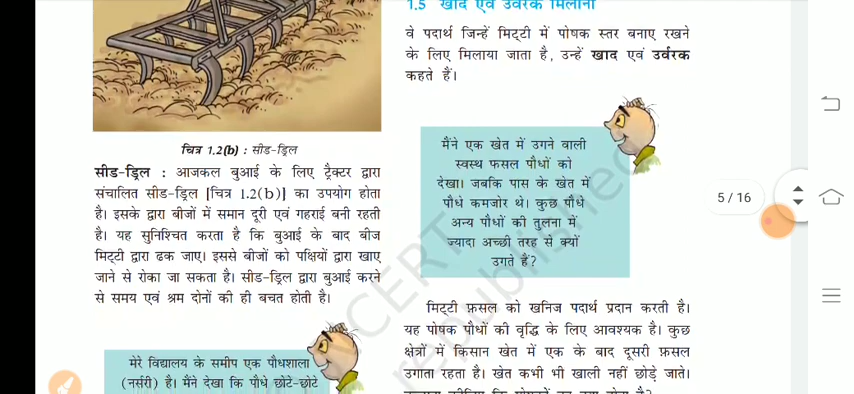 चित्र 1.2(b) : सीड-ड्रिल
सीड-ड्रिल : आजकल बुआई के लिए ट्रैक्टर द्वारा
संचालित सीड-ड्रिल [चित्र 1.2(b)] का उपयोग होता
है। इसके द्वारा बीजों में समान दूरी एवं गहराई बनी रहती
है। यह सुनिश्चित करता है कि बुआई के बाद बीज
मिट्टी द्वारा ढक जाए। इससे बीजों को पक्षियों द्वारा खाए
जाने से रोका जा सकता है। सीड-ड्रिल द्वारा बुआई करने
से समय एवं श्रम दोनों की ही बचत होती है।
मेरे विद्यालय के समीप एक पौधशाला
(नर्सरी) है। मैंने देखा कि पौधे छोटे-छोटे
1.5 खाद एवं उर्वरक मिलाना
वे पदार्थ जिन्हें मिट्टी में पोषक स्तर बनाए रखने
के लिए मिलाया जाता है, उन्हें खाद एवं उर्वरक
कहते हैं।
मैंने एक खेत में उगने वाली
स्वस्थ फसल पौधों को
देखा। जबकि पास के खेत में
पौधे कमजोर थे। कुछ पौधे
अन्य पौधों की तुलना में
ज्यादा अच्छी तरह से क्यों
उगते हैं?
मिट्टी फ़सल को खनिज पदार्थ प्रदान करती है।
यह पोषक पौधों की वृद्धि के लिए आवश्यक है। कुछ
क्षेत्रों में किसान खेत में एक के बाद दूसरी फ़सल
उगाता रहता है। खेत कभी भी खाली नहीं छोड़े जाते।
5 / 16
NCERT
republished